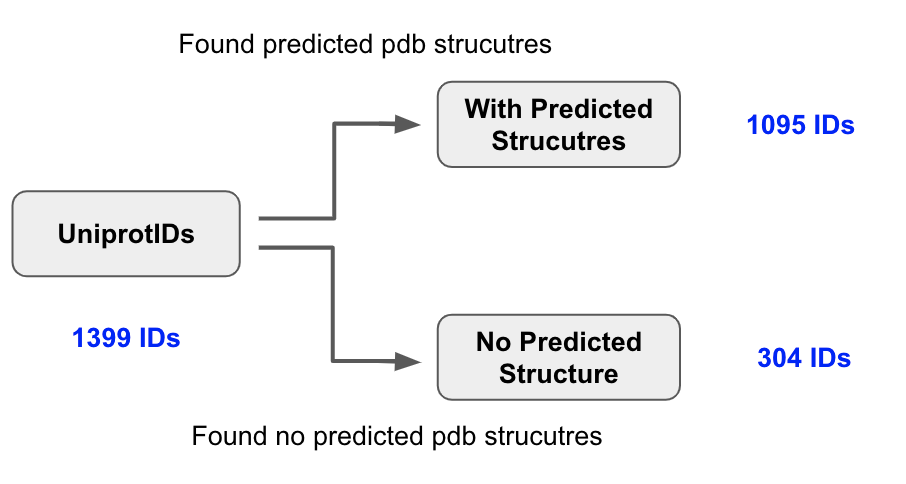 Found predicted pdb strucutres
With Predicted
Strucutres
1095 IDs
UniprotIDs
1399 IDs
No Predicted
Structure
304 IDs
Found no predicted pdb strucutres